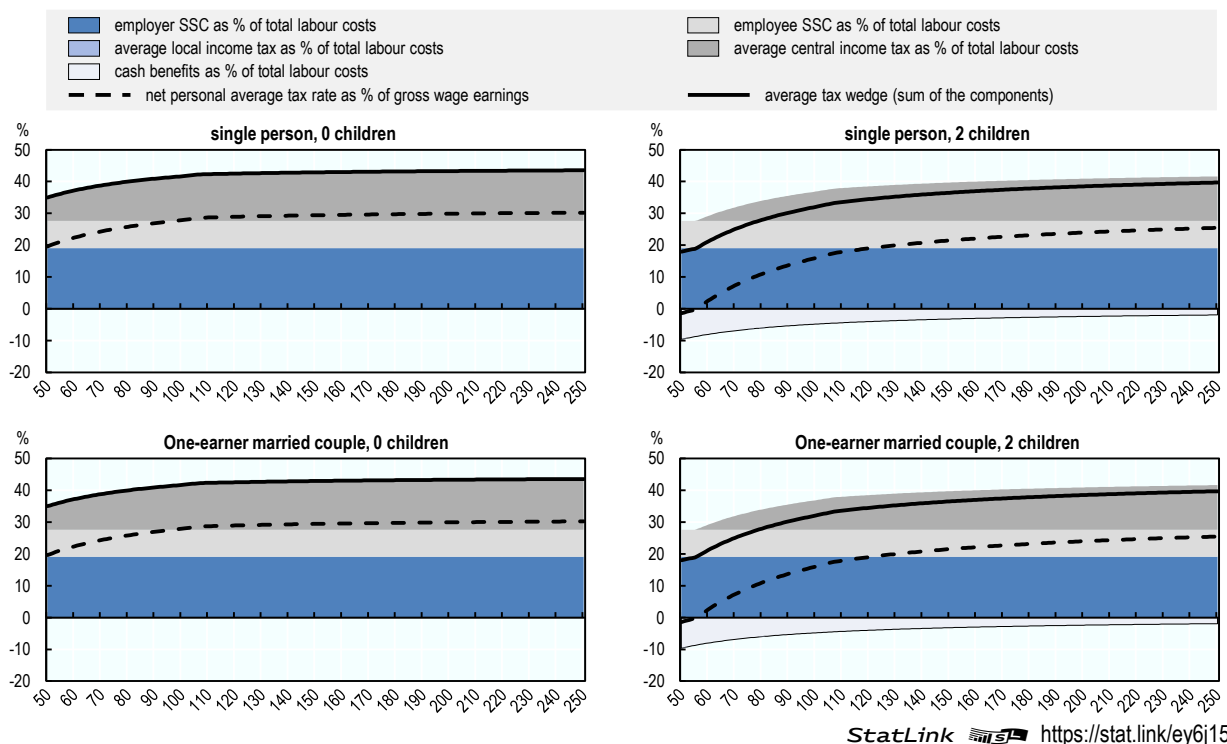 employer SSC as % of total labour costs
employee SSC as % of total labour costs
average local income tax as % of total labour costs
average central income tax as % of total labour costs
cash benefits as % of total labour costs
net personal average tax rate as % of gross wage earnings
average tax wedge (sum of the components)
%
single person, 0 children
50
40
30
20
10
0
-10
-20
50 60 70 80 90 100 110 120 130 140 150 160 170 180 190 200 210 220 230 240 250
%
single person, 2 children
50
40
30
20
10
0
-10
-20
50 60 70 80 90 100 110 120 130 140 150 160 170 180 190 200 210 220 230 240 250
%
One-earner married couple, 0 children
50
40
30
20
10
0
-10
-20
50 60 70 80 90 100 110 120 130 140 150 160 170 180 190 200 210 220 230 240 250
%
One-earner married couple, 2 children
50
40
30
20
10
0
-10
-20
50 60 70 80 90 100 110 120 130 140 150 160 170 180 190 200 210 220 230 240 250
StatLink https://stat.link/ey6j15